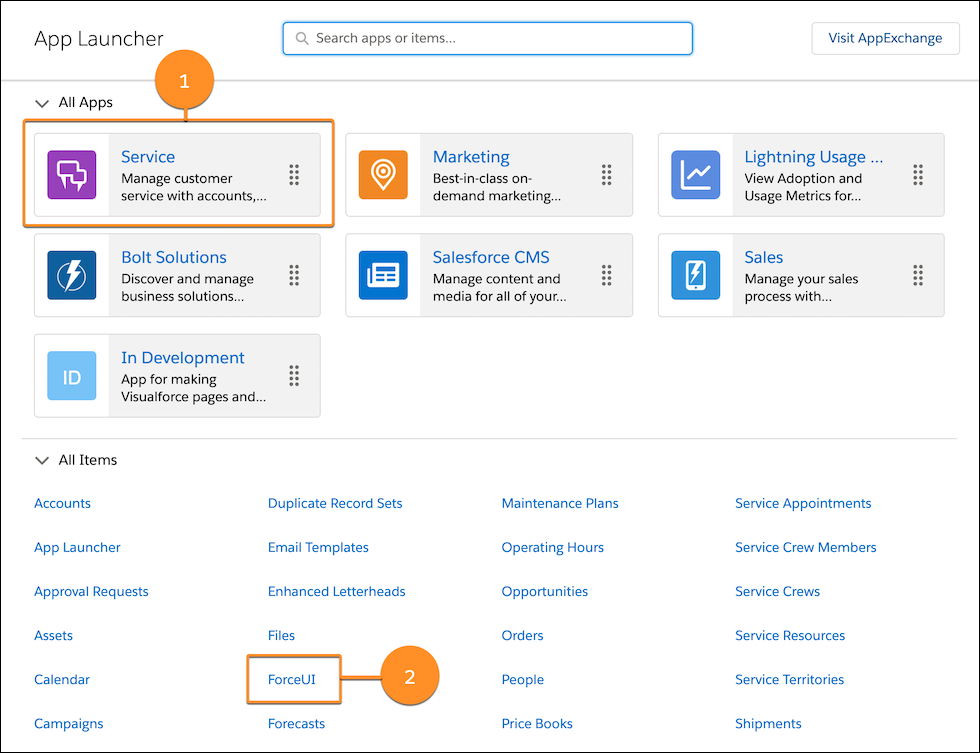 App Launcher
Search apps or items...
Visit AppExchange
1
All Apps
Service
Manage customer
service with accounts,...
Marketing
Best-in-class on-
demand marketing...
Lightning Usage ...
View Adoption and
Usage Metrics for...
Bolt Solutions
Discover and manage
business solutions...
Salesforce CMS
Manage content and
media for all of your...
Sales
Manage your sales
process with...
ID
In Development
App for making
Visualforce pages and...
All Items
Accounts
Duplicate Record Sets
Maintenance Plans
Service Appointments
App Launcher
Email Templates
Operating Hours
Service Crew Members
Approval Requests
Enhanced Letterheads
Opportunities
Service Crews
Assets
Files
Orders
Service Resources
Calendar
ForceUI
2
People
Service Territories
Campaigns
Forecasts
Price Books
Shipments